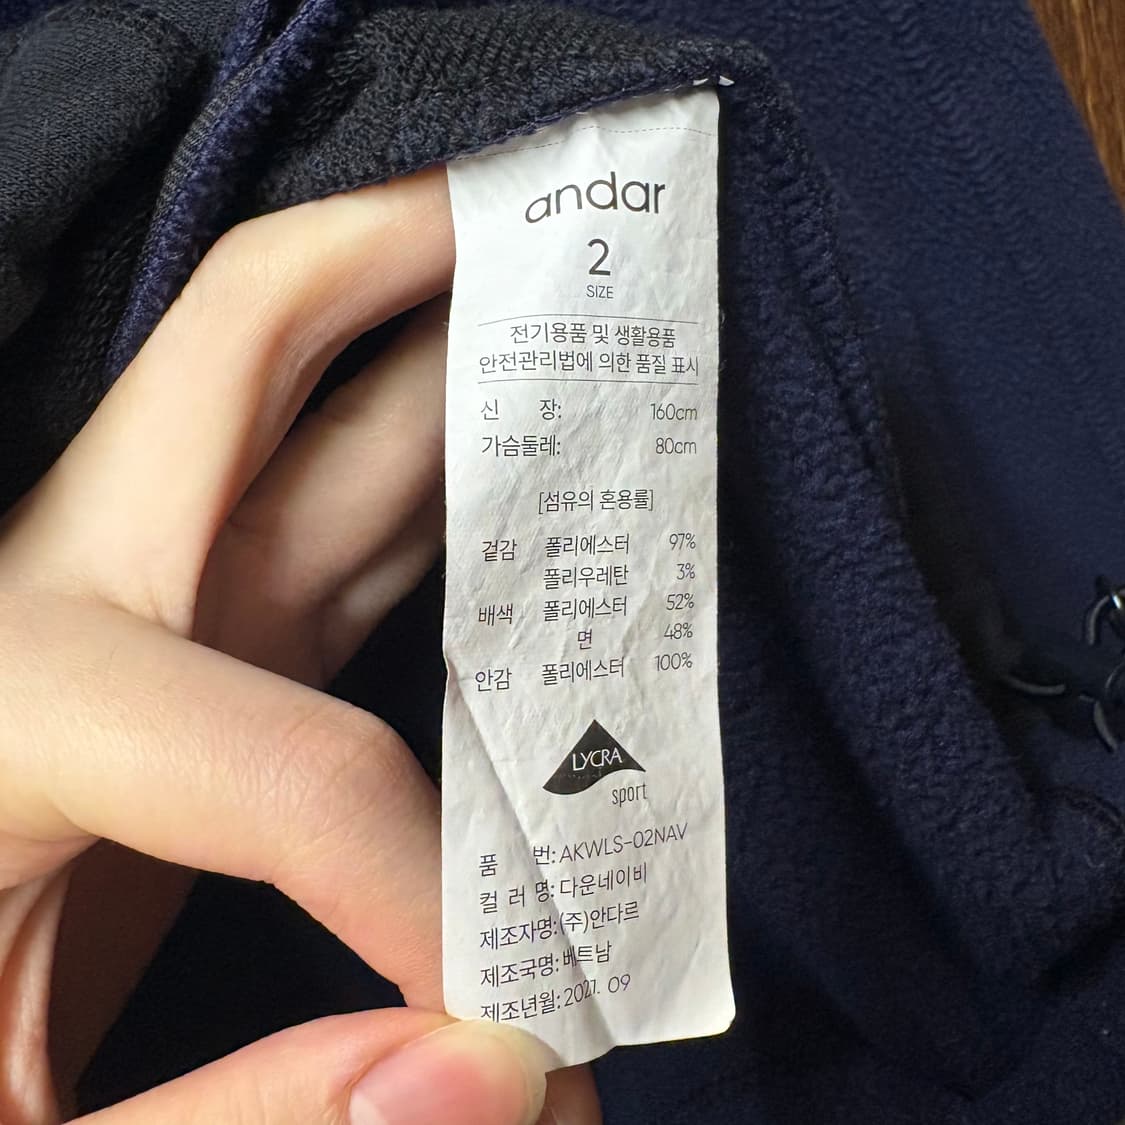 andar
2
SIZE
전기용품 및 생활용품
안전관리법에 의한 품질 표시
신 장: 160cm
가슴둘레: 80cm
[섬유의 혼용률]
겉감 폴리에스터 97%
폴리우레탄 3%
배색 폴리에스터 52%
면 48%
안감 폴리에스터 100%
LYCRA
sport
품 번: AKWLS-02NAV
컬 러 명: 다운네이비
제조자명: (주)안다르
제조국명: 베트남
제조년월: 2021. 09